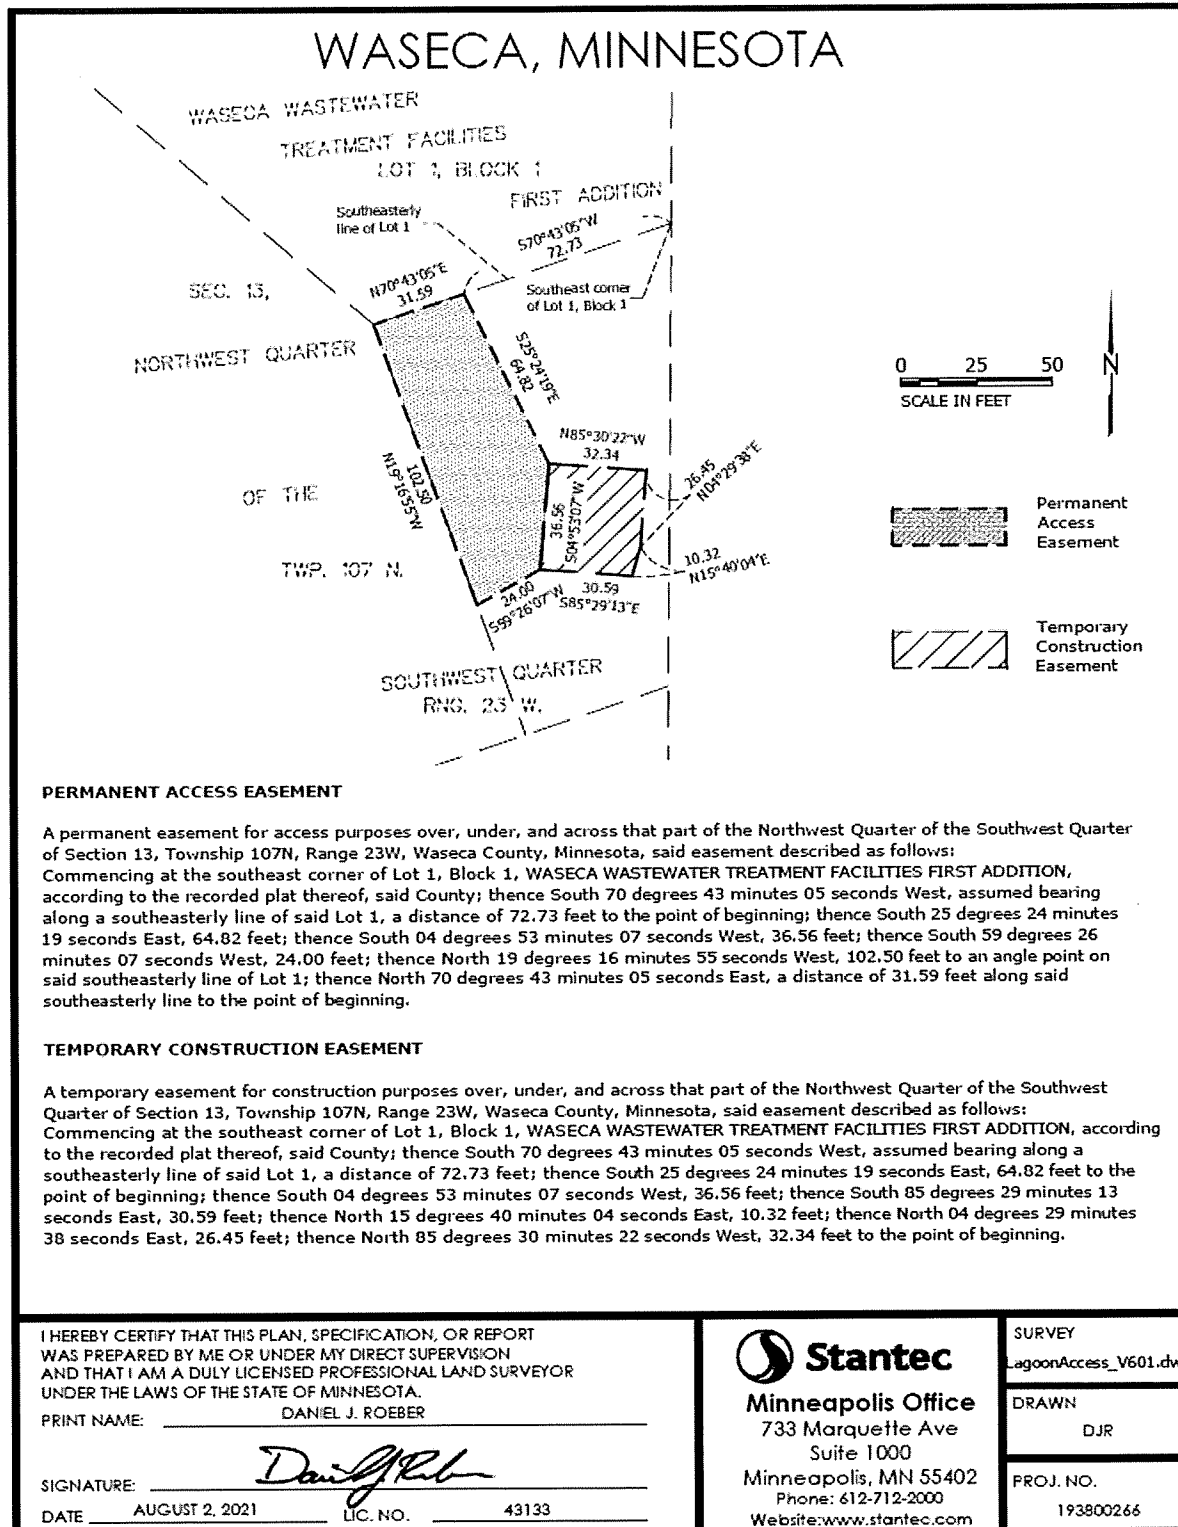 WASECA, MINNESOTA
WASECA WASTEWATER
TREATMENT FACILITIES
LOT 1, BLOCK 1
FIRST ADDITION
Southeasterly
line of Lot 1
S70°43'05"W
72.73
N70°43'05"E
31.59
Southeast corner
of Lot 1, Block 1
SEC. 13,
NORTHWEST QUARTER
S25°24'19"E
64.82
0 25 50
SCALE IN FEET
N
N85°30'22"W
32.34
26.45
N04°29'38"E
102.50
N19°16'55"W
36.56
S04°53'07"W
OF THE
TWP. 107 N.
10.32
N15°40'04"E
24.00
S59°26'07"W
30.59
S85°29'13"E
Permanent
Access
Easement
Temporary
Construction
Easement
SOUTHWEST QUARTER
RNG. 23 W.
PERMANENT ACCESS EASEMENT
A permanent easement for access purposes over, under, and across that part of the Northwest Quarter of the Southwest Quarter
of Section 13, Township 107N, Range 23W, Waseca County, Minnesota, said easement described as follows:
Commencing at the southeast corner of Lot 1, Block 1, WASECA WASTEWATER TREATMENT FACILITIES FIRST ADDITION,
according to the recorded plat thereof, said County; thence South 70 degrees 43 minutes 05 seconds West, assumed bearing
along a southeasterly line of said Lot 1, a distance of 72.73 feet to the point of beginning; thence South 25 degrees 24 minutes
19 seconds East, 64.82 feet; thence South 04 degrees 53 minutes 07 seconds West, 36.56 feet; thence South 59 degrees 26
minutes 07 seconds West, 24.00 feet; thence North 19 degrees 16 minutes 55 seconds West, 102.50 feet to an angle point on
said southeasterly line of Lot 1; thence North 70 degrees 43 minutes 05 seconds East, a distance of 31.59 feet along said
southeasterly line to the point of beginning.
TEMPORARY CONSTRUCTION EASEMENT
A temporary easement for construction purposes over, under, and across that part of the Northwest Quarter of the Southwest
Quarter of Section 13, Township 107N, Range 23W, Waseca County, Minnesota, said easement described as follows:
Commencing at the southeast corner of Lot 1, Block 1, WASECA WASTEWATER TREATMENT FACILITIES FIRST ADDITION, according
to the recorded plat thereof, said County; thence South 70 degrees 43 minutes 05 seconds West, assumed bearing along a
southeasterly line of said Lot 1, a distance of 72.73 feet; thence South 25 degrees 24 minutes 19 seconds East, 64.82 feet to the
point of beginning; thence South 04 degrees 53 minutes 07 seconds West, 36.56 feet; thence South 85 degrees 29 minutes 13
seconds East, 30.59 feet; thence North 15 degrees 40 minutes 04 seconds East, 10.32 feet; thence North 04 degrees 29 minutes
38 seconds East, 26.45 feet; thence North 85 degrees 30 minutes 22 seconds West, 32.34 feet to the point of beginning.
I HEREBY CERTIFY THAT THIS PLAN, SPECIFICATION, OR REPORT
WAS PREPARED BY ME OR UNDER MY DIRECT SUPERVISION
AND THAT I AM A DULY LICENSED PROFESSIONAL LAND SURVEYOR
UNDER THE LAWS OF THE STATE OF MINNESOTA.
PRINT NAME: DANIEL J. ROEBER
SIGNATURE:
DATE AUGUST 2, 2021 LIC. NO. 43133
Stantec
Minneapolis Office
733 Marquette Ave
Suite 1000
Minneapolis, MN 55402
Phone: 612-712-2000
Website:www.stantec.com
SURVEY
LagoonAccess_V601.dw
DRAWN
DJR
PROJ. NO.
193800266